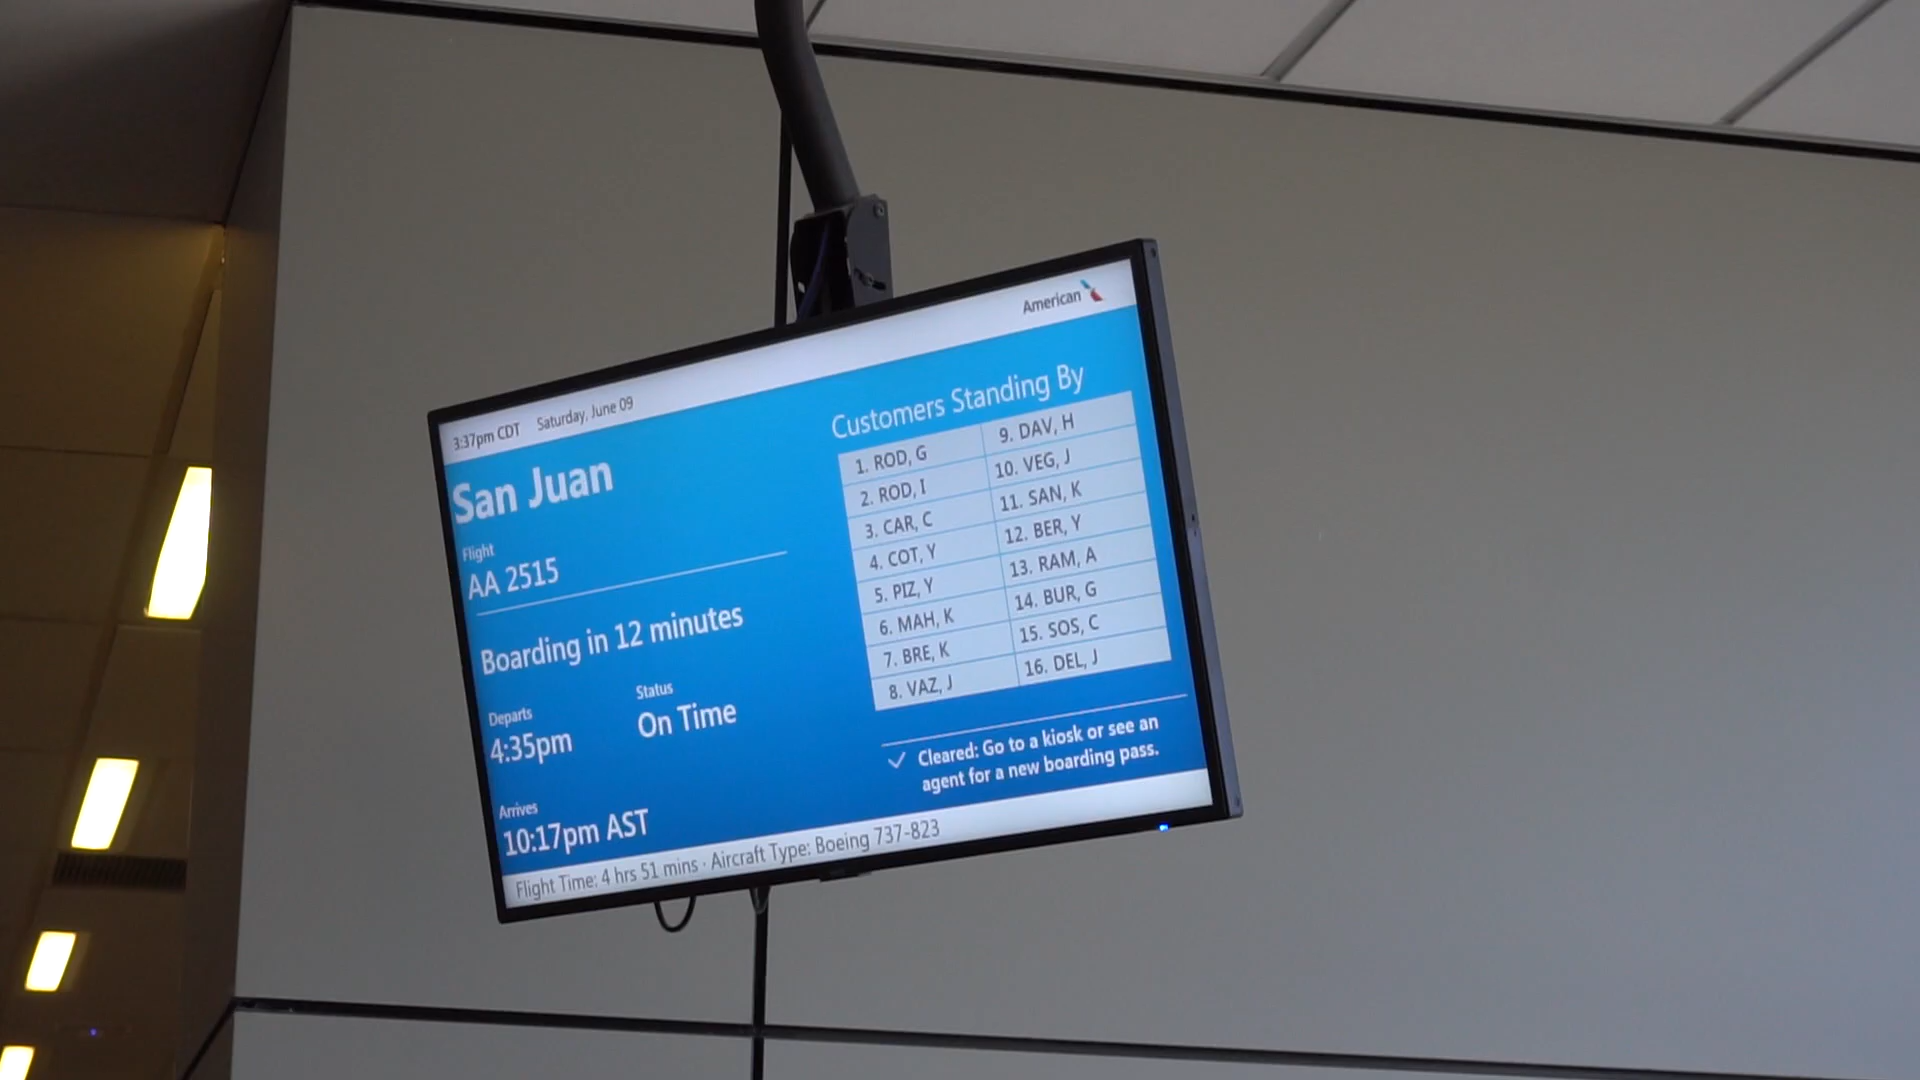 American
3:37pm CDT Saturday, June 09
San Juan
Flight
AA 2515
Boarding in 12 minutes
Departs
4:35pm
Status
On Time
Arrives
10:17pm AST
Customers Standing By
1. ROD, G
2. ROD, I
3. CAR, C
4. COT, Y
5. PIZ, Y
6. MAH, K
7. BRE, K
8. VAZ, J
9. DAV, H
10. VEG, J
11. SAN, K
12. BER, Y
13. RAM, A
14. BUR, G
15. SOS, C
16. DEL, J
Cleared: Go to a kiosk or see an
agent for a new boarding pass.
Flight Time: 4 hrs 51 mins · Aircraft Type: Boeing 737-823